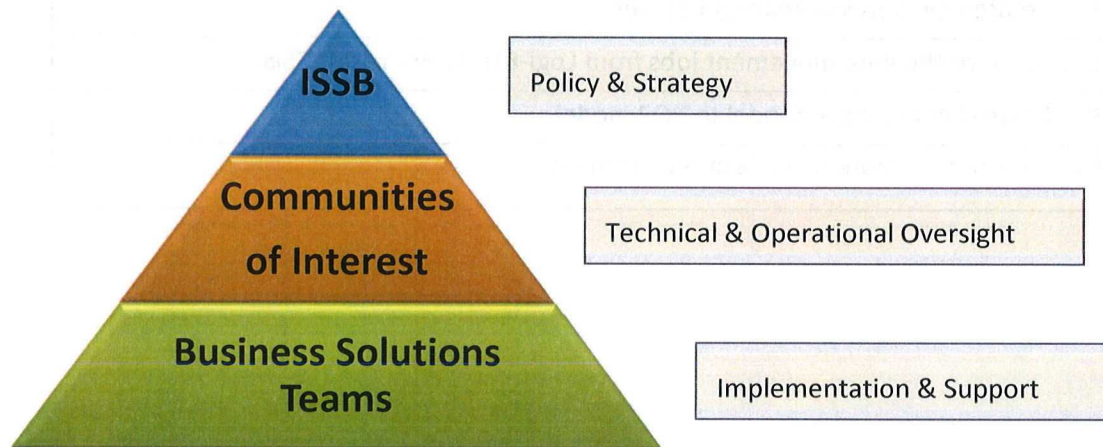 ISSB
Policy & Strategy
Communities
of Interest
Technical & Operational Oversight
Business Solutions
Teams
Implementation & Support